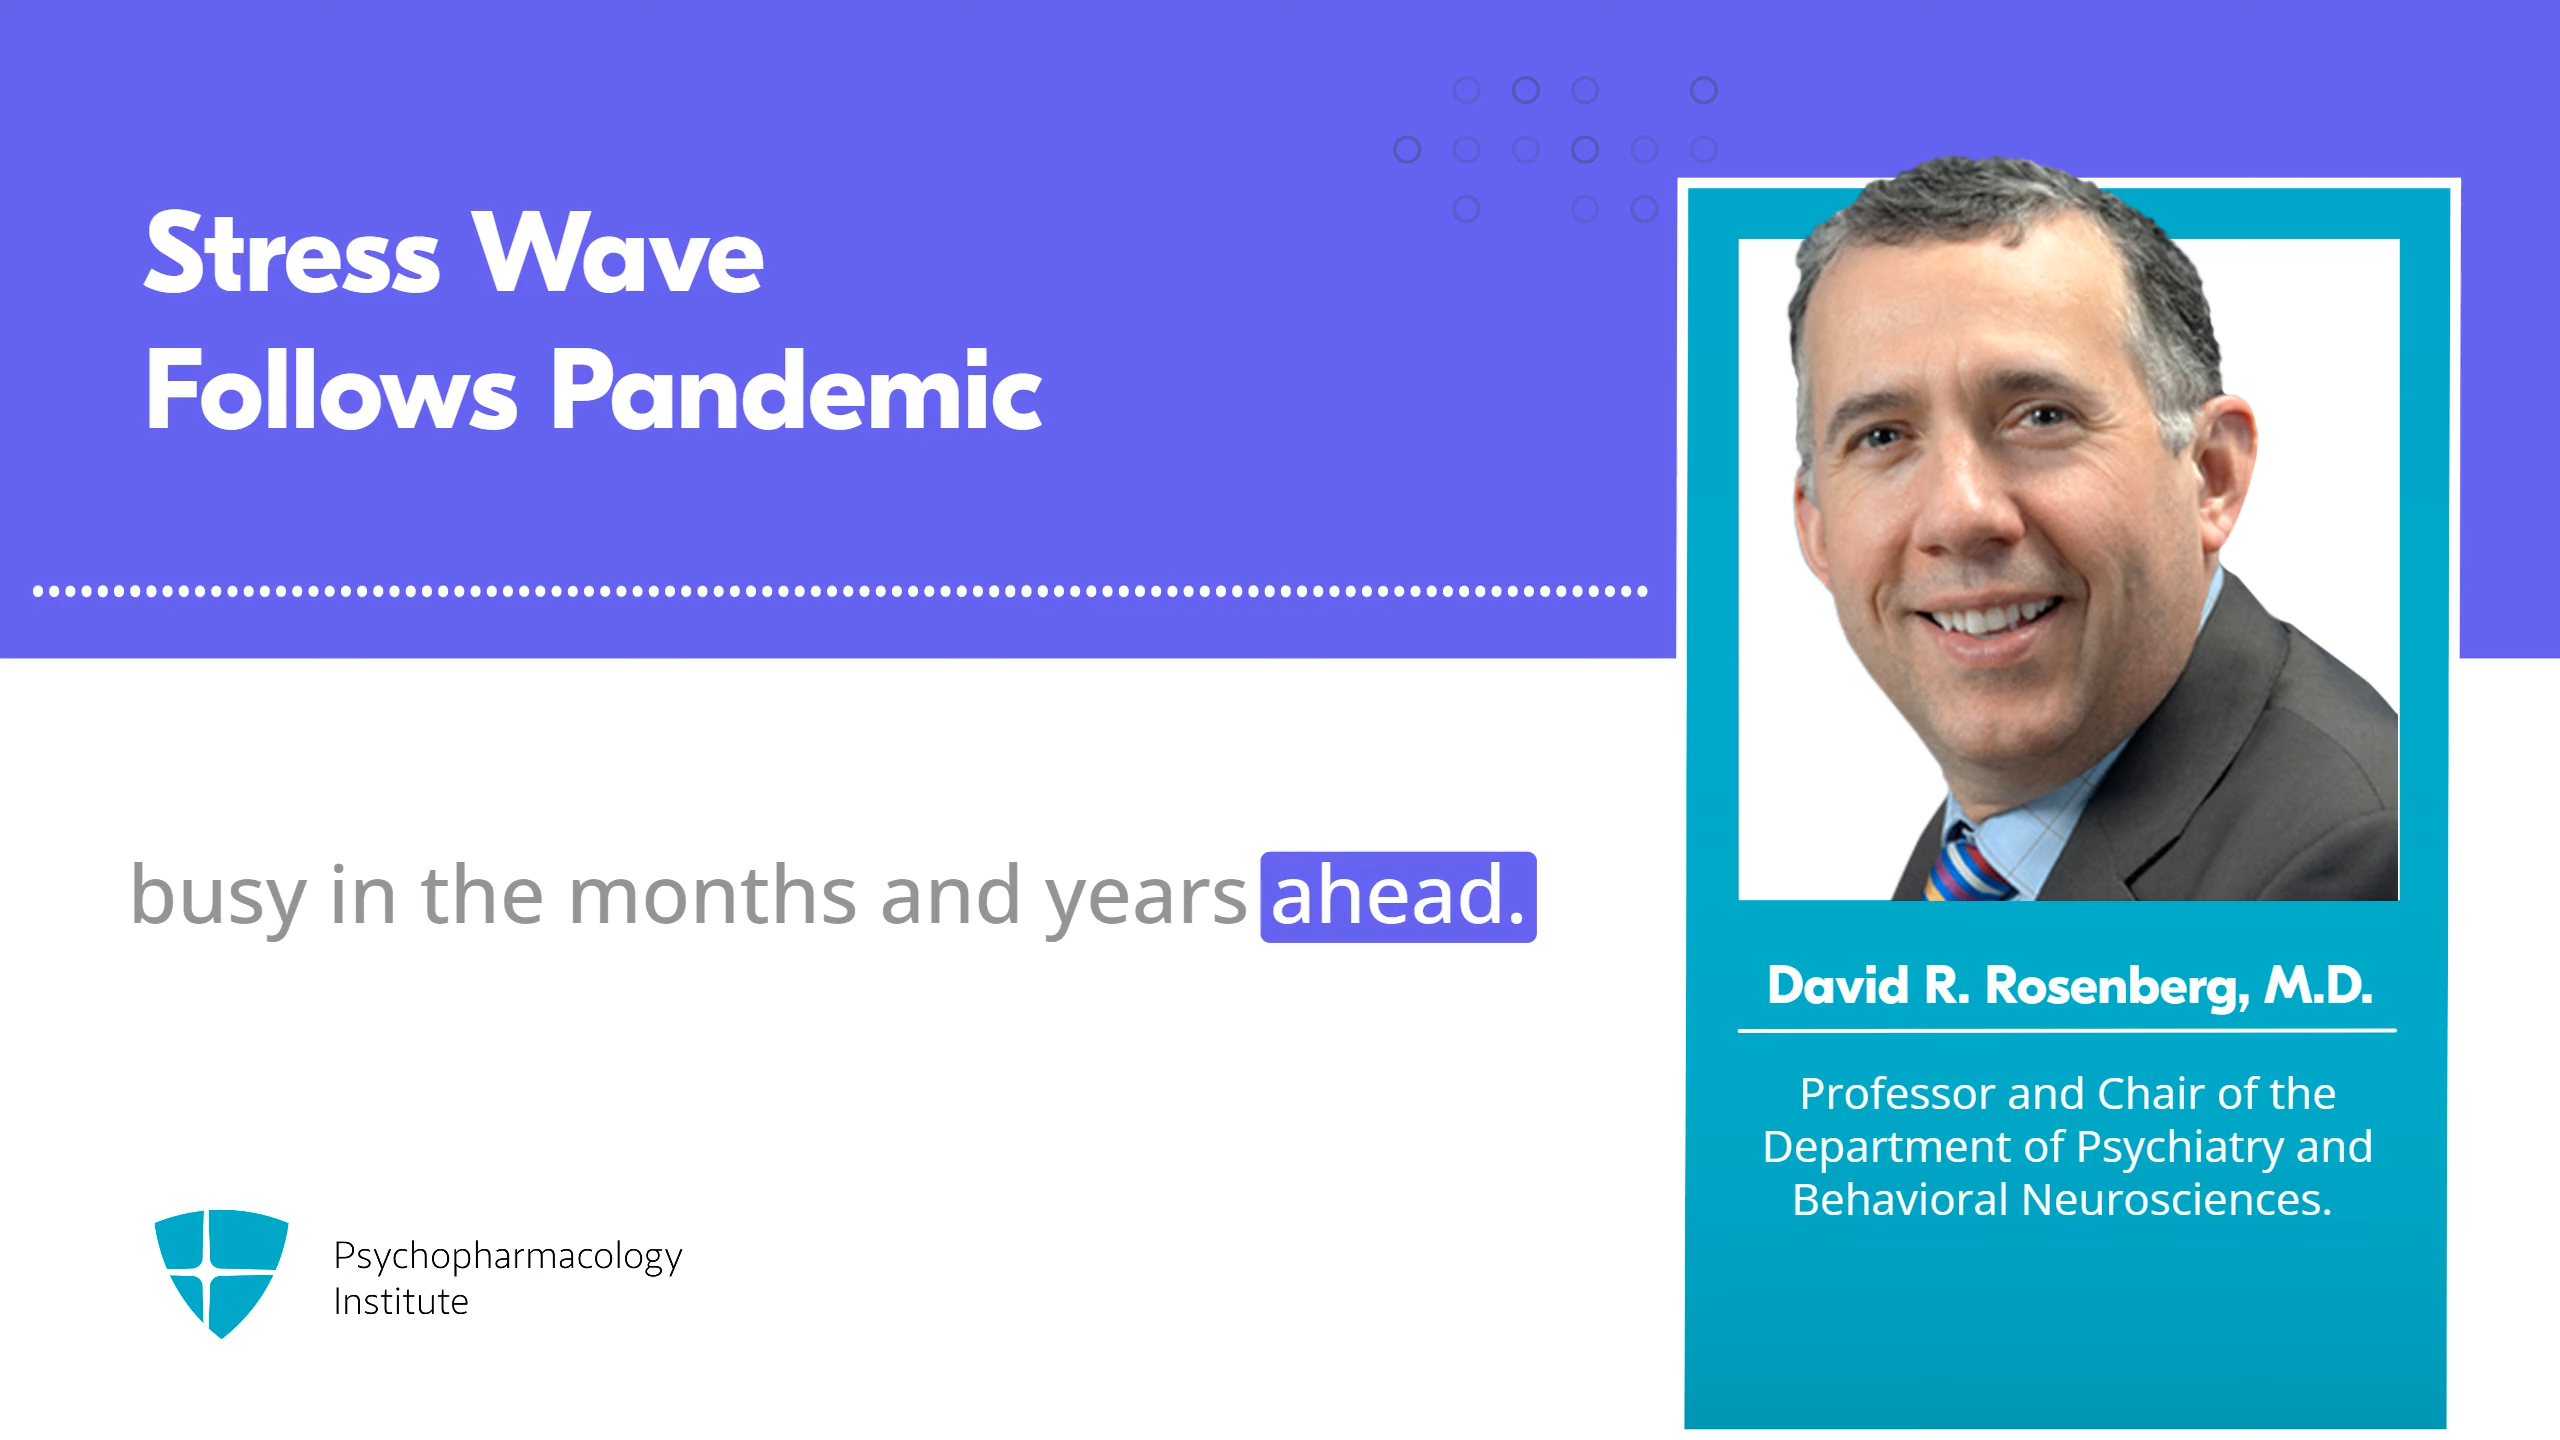 Stress Wave
Follows Pandemic
busy in the months and years ahead.
David R. Rosenberg, M.D.
Professor and Chair of the
Department of Psychiatry and
Behavioral Neurosciences.
Psychopharmacology
Institute